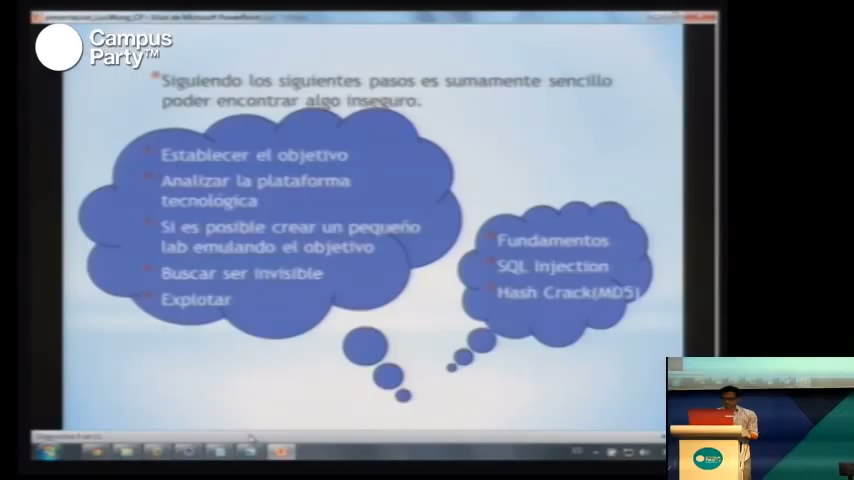 Campus
Party™
Siguiendo los siguientes pasos es sumamente sencillo
poder encontrar algo inseguro.
Establecer el objetivo
Analizar la plataforma
tecnológica
Si es posible crear un pequeño
lab emulando el objetivo
Buscar ser invisible
Explotar
Fundamentos
SQL Injection
Hash Crack(MD5)